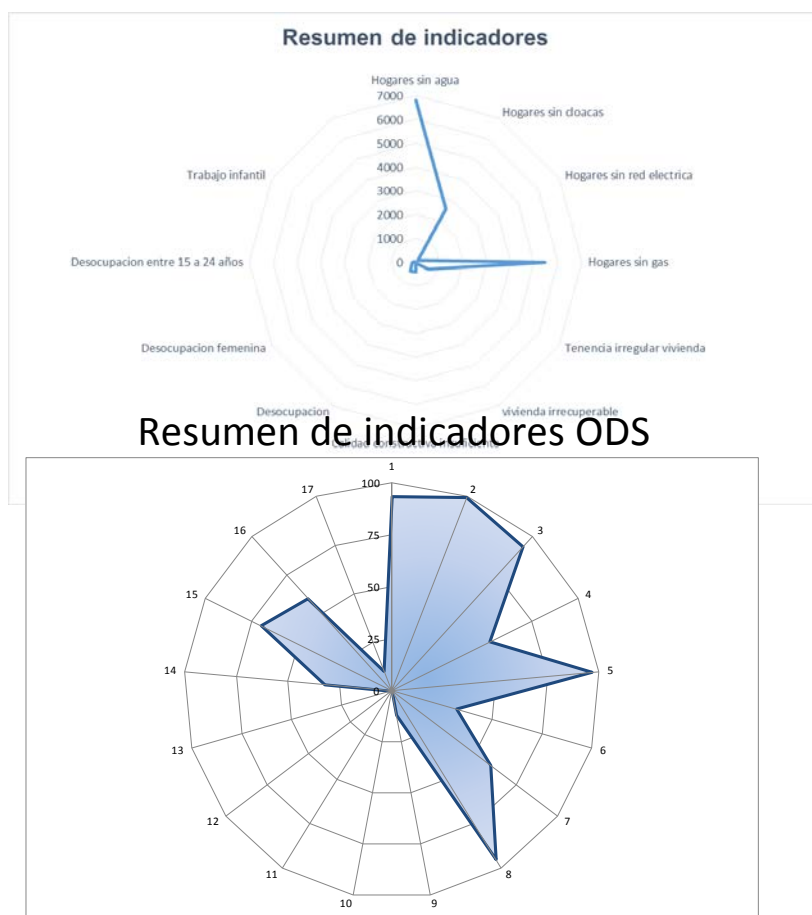 Resumen de indicadores
Hogares sin agua
7000
Hogares sin cloacas
6000
5000
4000
Trabajo infantil
Hogares sin red electrica
3000
2000
1000
Desocupacion entre 15 a 24 años
0
Hogares sin gas
Desocupacion femenina
Tenencia irregular vivienda
Desocupacion
vivienda irrecuperable
Resumen de indicadores ODS
Calidad constructiva insuficiente
1
100
17
2
16
75
3
50
15
4
25
14
0
5
13
6
12
7
11
8
10
9